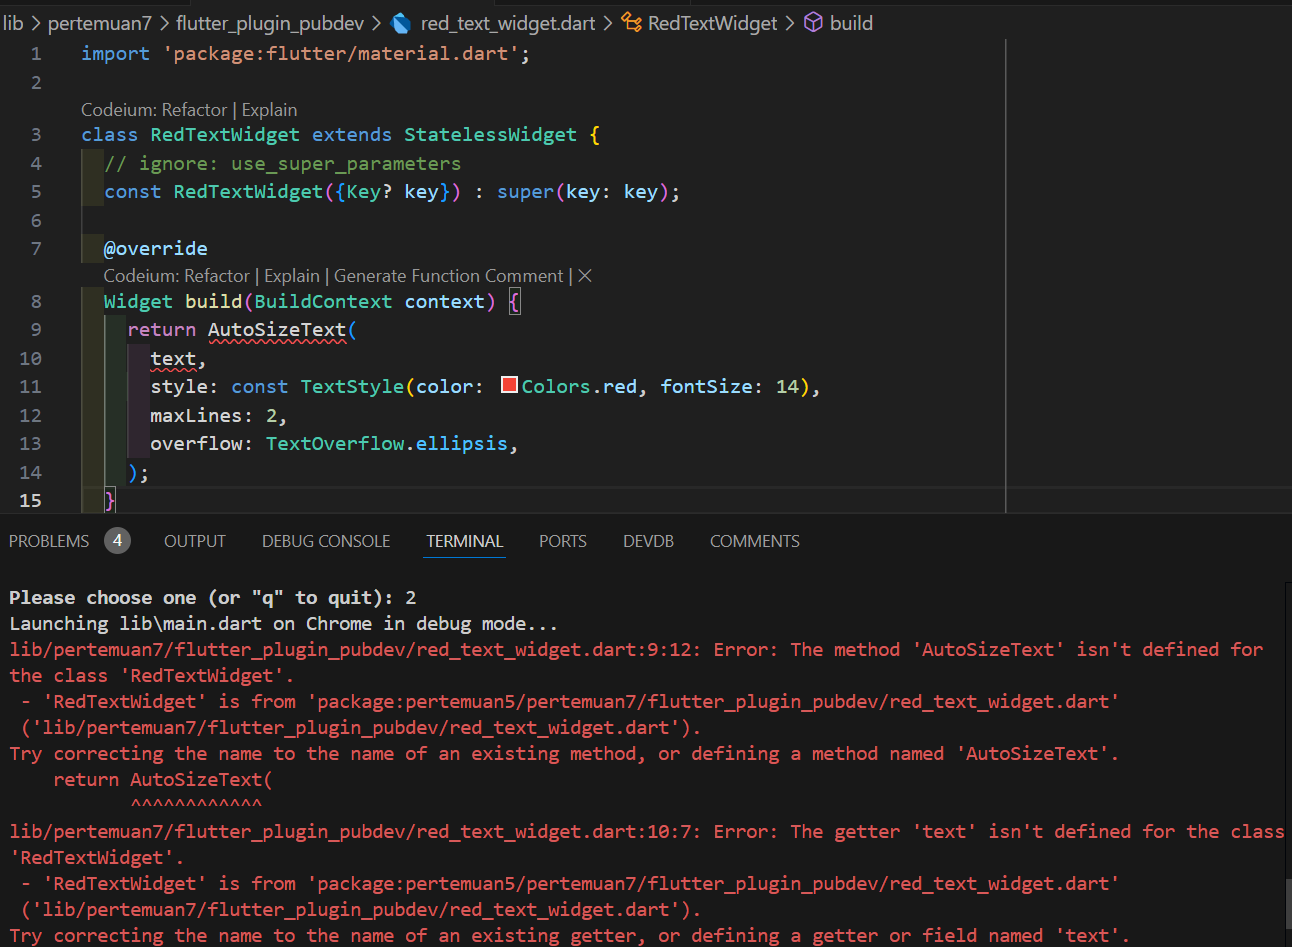 lib > pertemuan7 > flutter_plugin_pubdev > red_text_widget.dart > RedTextWidget > build
1 import 'package:flutter/material.dart';
2
Codeium: Refactor | Explain
3 class RedTextWidget extends StatelessWidget {
4 // ignore: use_super_parameters
5 const RedTextWidget({Key? key}) : super(key: key);
6
7 @override
Codeium: Refactor | Explain | Generate Function Comment | ×
8 Widget build(BuildContext context) {
9 return AutoSizeText(
10 text,
11 style: const TextStyle(color: Colors.red, fontSize: 14),
12 maxLines: 2,
13 overflow: TextOverflow.ellipsis,
14 );
15 }
PROBLEMS 4 OUTPUT DEBUG CONSOLE TERMINAL PORTS DEVDB COMMENTS
Please choose one (or "q" to quit): 2
Launching lib\main.dart on Chrome in debug mode...
lib/pertemuan7/flutter_plugin_pubdev/red_text_widget.dart:9:12: Error: The method 'AutoSizeText' isn't defined for
the class 'RedTextWidget'.
- 'RedTextWidget' is from 'package:pertemuan5/pertemuan7/flutter_plugin_pubdev/red_text_widget.dart'
('lib/pertemuan7/flutter_plugin_pubdev/red_text_widget.dart').
Try correcting the name to the name of an existing method, or defining a method named 'AutoSizeText'.
return AutoSizeText(
^^^^^^^^^^^^
lib/pertemuan7/flutter_plugin_pubdev/red_text_widget.dart:10:7: Error: The getter 'text' isn't defined for the class
'RedTextWidget'.
- 'RedTextWidget' is from 'package:pertemuan5/pertemuan7/flutter_plugin_pubdev/red_text_widget.dart'
('lib/pertemuan7/flutter_plugin_pubdev/red_text_widget.dart').
Try correcting the name to the name of an existing getter, or defining a getter or field named 'text'.